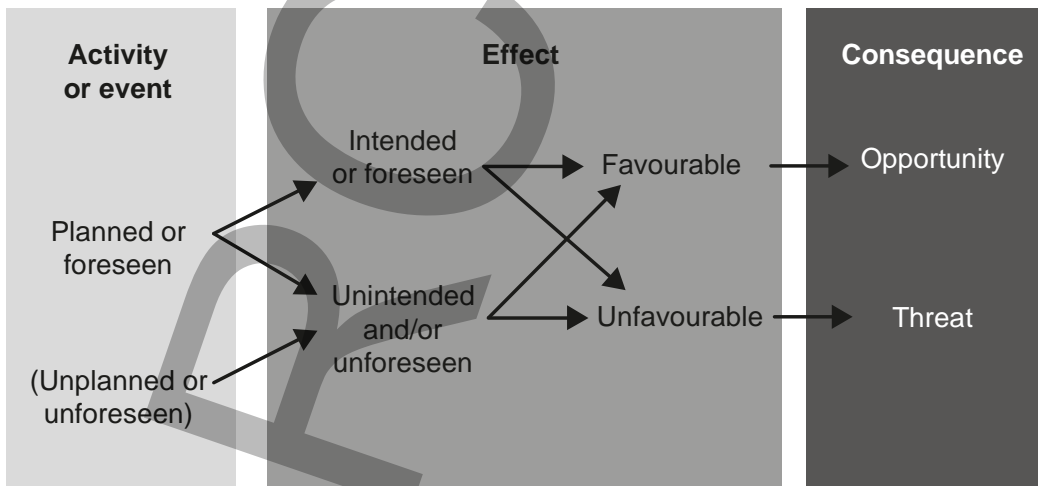 Activity
or event
Effect
Consequence
Intended
or foreseen
Favourable
Opportunity
Planned or
foreseen
Unintended
and/or
unforeseen
Unfavourable
Threat
(Unplanned or
unforeseen)